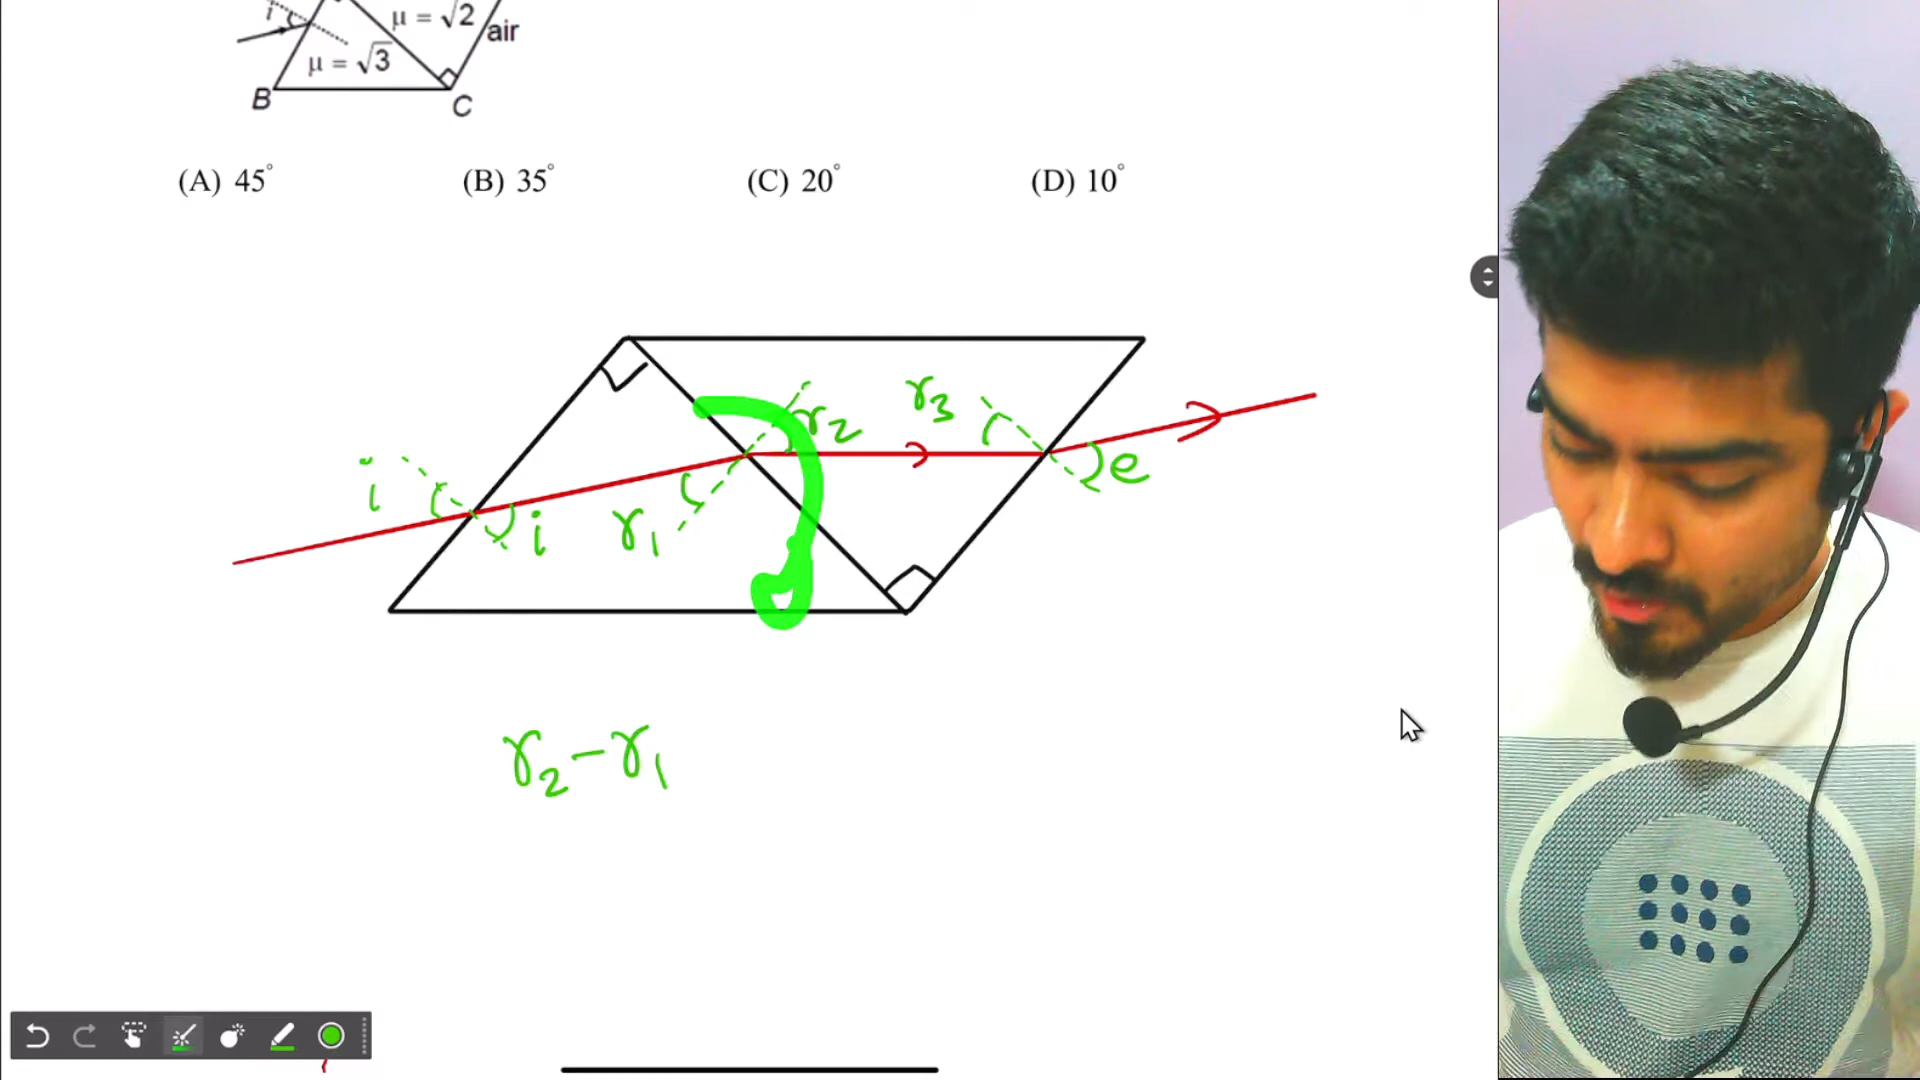 i
μ = √2
air
μ = √3
B
C
(A) 45°
(B) 35°
(C) 20°
(D) 10°
r₂
r₃
i
e
i
r₁
r₂ – r₁